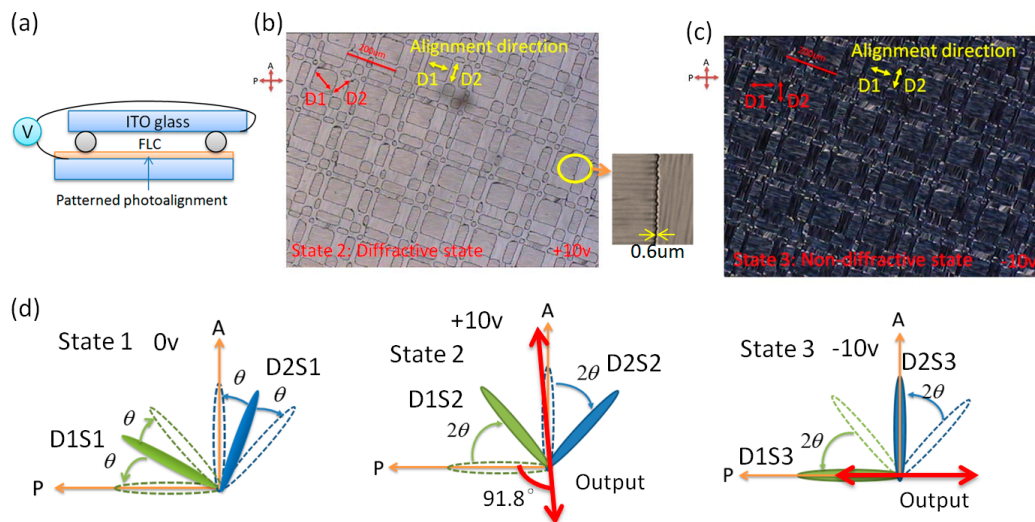 (a)
V
ITO glass
FLC
Patterned photoalignment
(b)
A
P
200um
D1 D2
Alignment direction
D1 D2
State 2: Diffractive state +10v
0.6um
(c)
A
P
200um
D1 D2
Alignment direction
D1 D2
State 3: Non-diffractive state -10v
(d)
State 1 0v
A
D2S1
θ θ
D1S1
θ
θ
P
+10v
State 2
A
D2S2
2θ
D1S2
2θ
P
Output
91.8°
State 3 -10v
A
D2S3
2θ
2θ
D1S3
P
Output